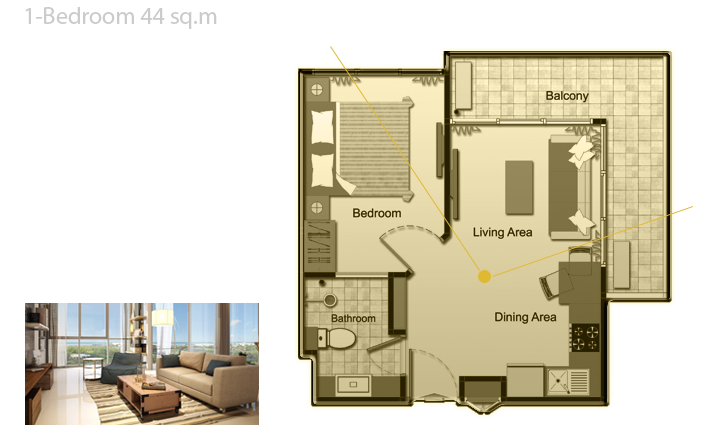 1-Bedroom 44 sq.m
Balcony
Bedroom
Living Area
Bathroom
Dining Area